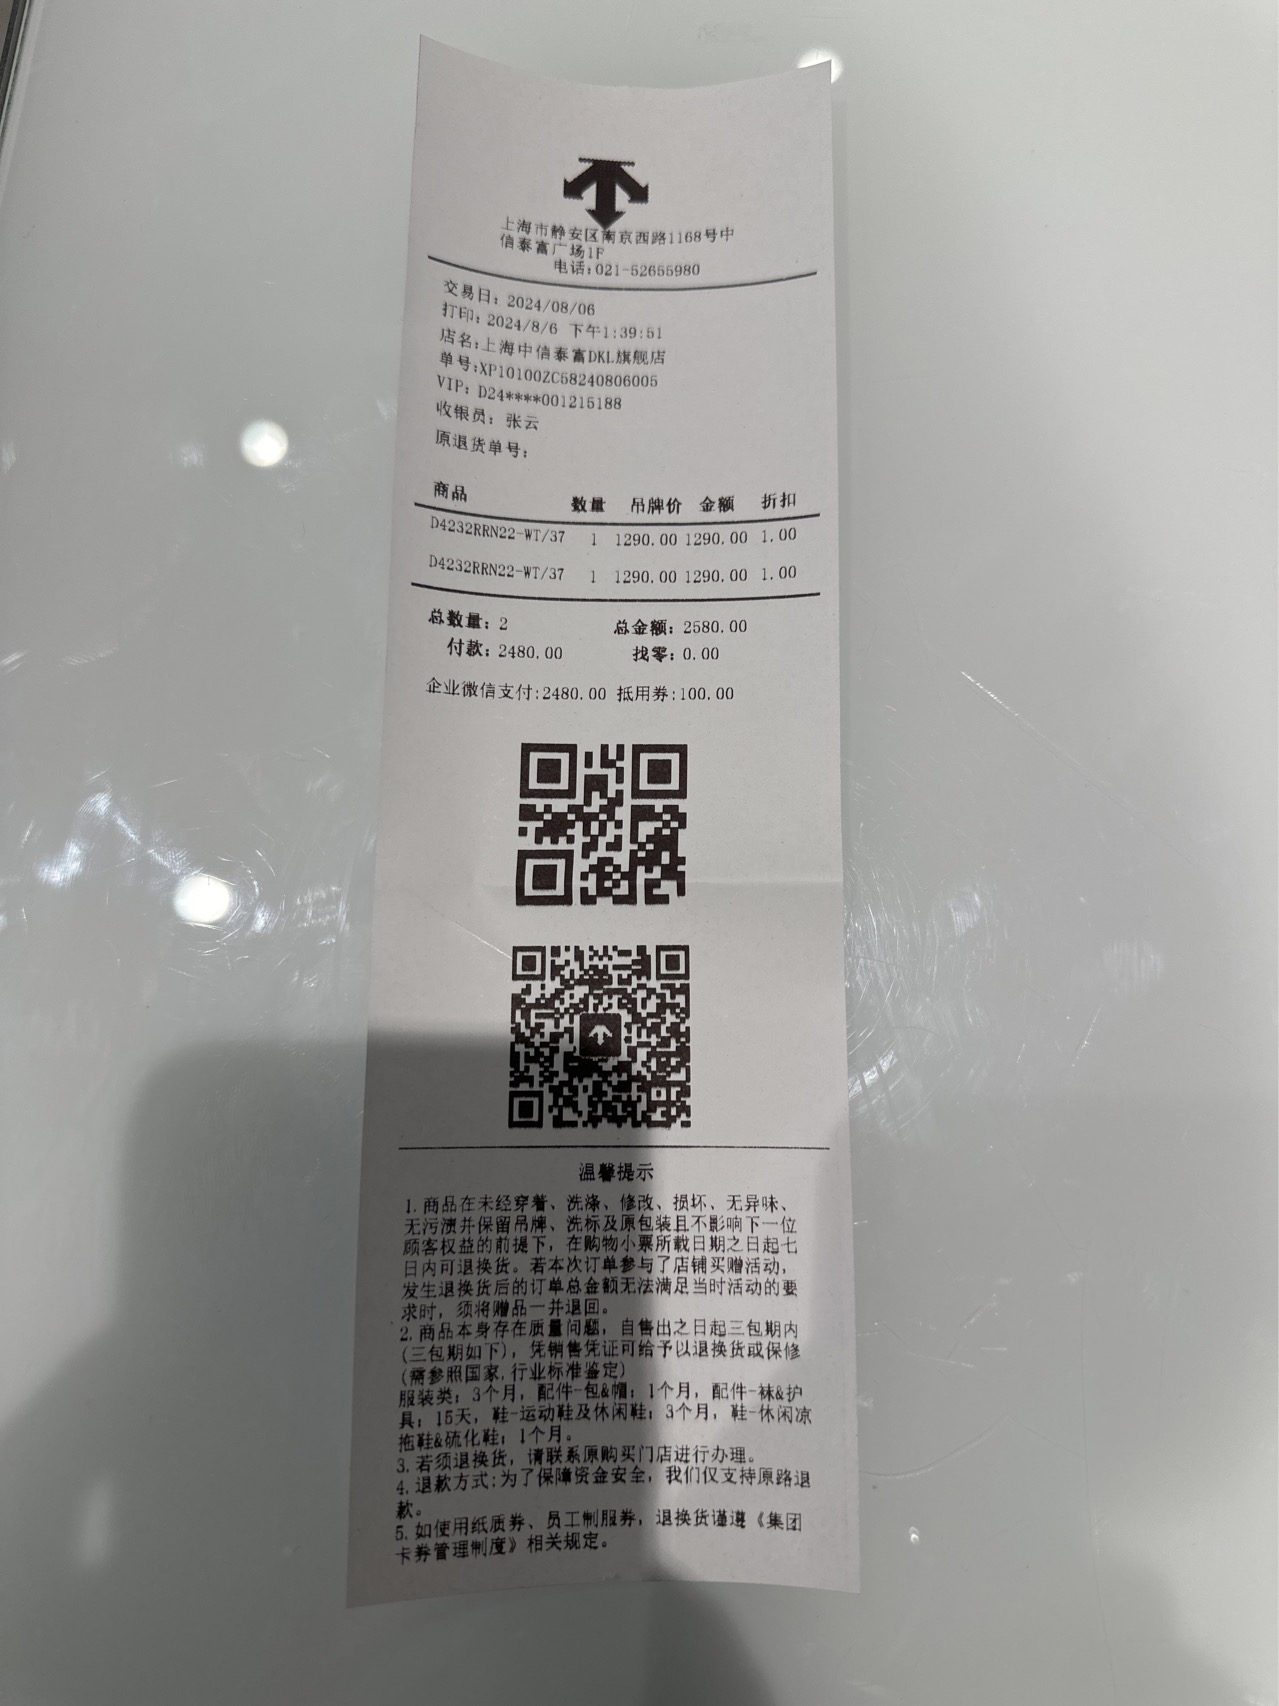 上海市静安区南京西路1168号中
信泰富广场1F
电话:021-52655980
交易日: 2024/08/06
打印: 2024/8/6 下午1:39:51
店名:上海中信泰富DKL旗舰店
单号:XP10100ZC58240806005
VIP: D24****001215188
收银员: 张云
原退货单号:
商品 数量 吊牌价 金额 折扣
D4232RRN22-WT/37 1 1290.00 1290.00 1.00
D4232RRN22-WT/37 1 1290.00 1290.00 1.00
总数量: 2 总金额: 2580.00
付款: 2480.00 找零: 0.00
企业微信支付:2480.00 抵用券:100.00
温馨提示
1.商品在未经穿着、洗涤、修改、损坏、无异味、
无污渍并保留吊牌、洗标及原包装且不影响下一位
顾客权益的前提下, 在购物小票所载日期之日起七
日内可退换货。若本次订单参与了店铺买赠活动,
发生退换货后的订单总金额无法满足当时活动的要
求时, 须将赠品一并退回。
2.商品本身存在质量问题, 自售出之日起三包期内
(三包期如下), 凭销售凭证可给予以退换货或保修
(需参照国家.行业标准鉴定)
服装类: 3个月, 配件-包&帽: 1个月, 配件-袜&护
具: 15天, 鞋-运动鞋及休闲鞋: 3个月, 鞋-休闲凉
拖鞋&硫化鞋: 1个月。
3.若须退换货, 请联系原购买门店进行办理。
4.退款方式:为了保障资金安全, 我们仅支持原路退
款。
5.如使用纸质券、员工制服券, 退换货谨遵《集团
卡券管理制度》相关规定。